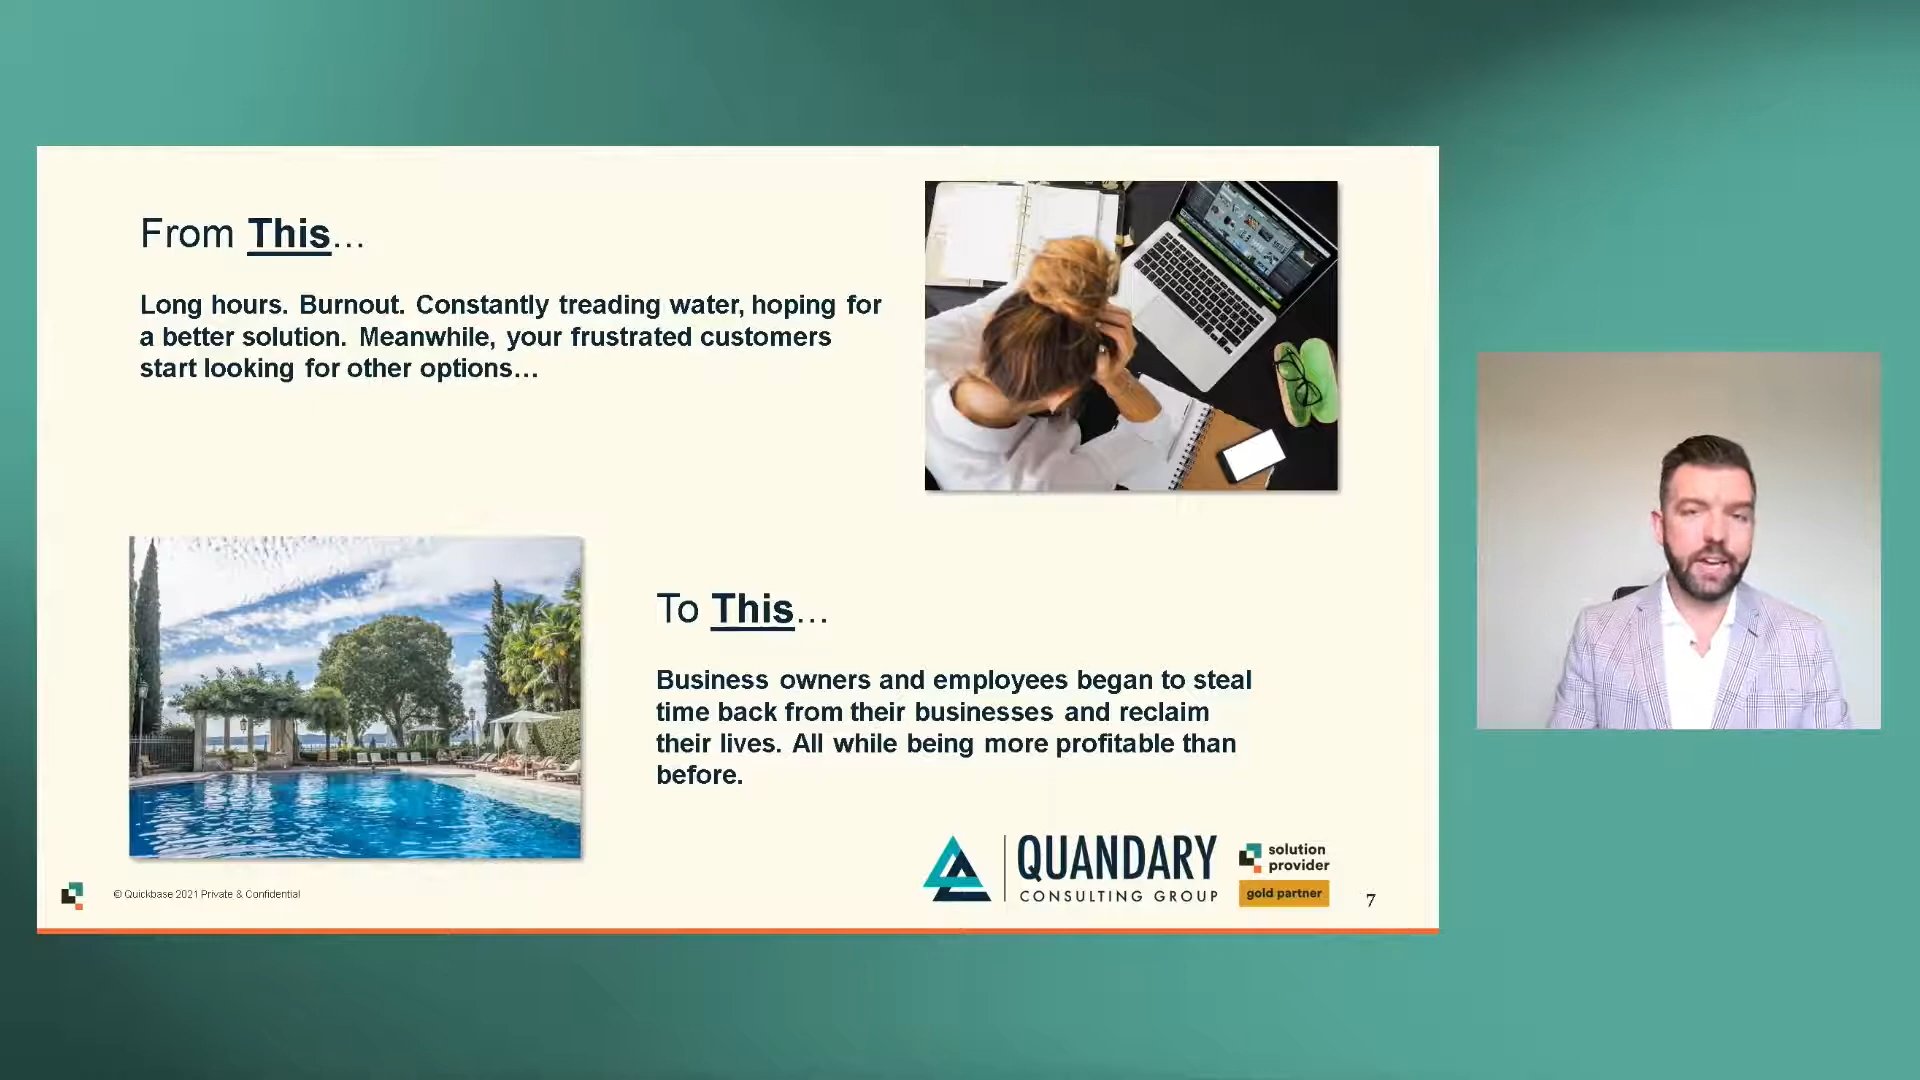 From This...
Long hours. Burnout. Constantly treading water, hoping for
a better solution. Meanwhile, your frustrated customers
start looking for other options...
To This...
Business owners and employees began to steal
time back from their businesses and reclaim
their lives. All while being more profitable than
before.
© Quickbase 2021 Private & Confidential
QUANDARY
CONSULTING GROUP
solution
provider
gold partner
7